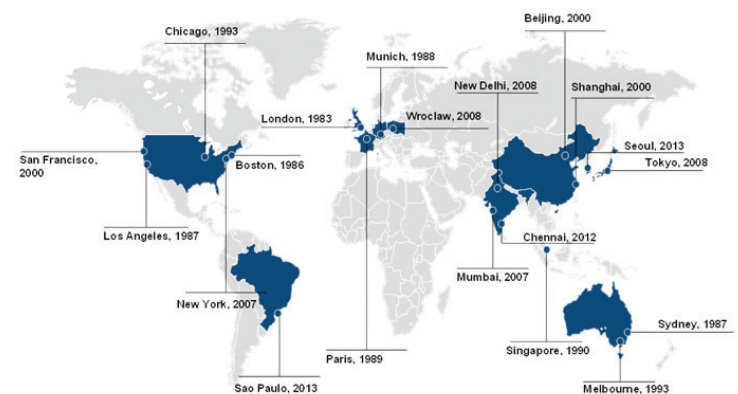 Beijing, 2000
Chicago, 1993
Munich, 1988
New Delhi, 2008
Shanghai, 2000
London, 1983
Wroclaw, 2008
Seoul, 2013
San Francisco,
2000
Boston, 1986
Tokyo, 2008
Los Angeles, 1987
Chennai, 2012
Mumbai, 2007
New York, 2007
Sydney, 1987
Singapore, 1990
Paris, 1989
Sao Paulo, 2013
Melbourne, 1993